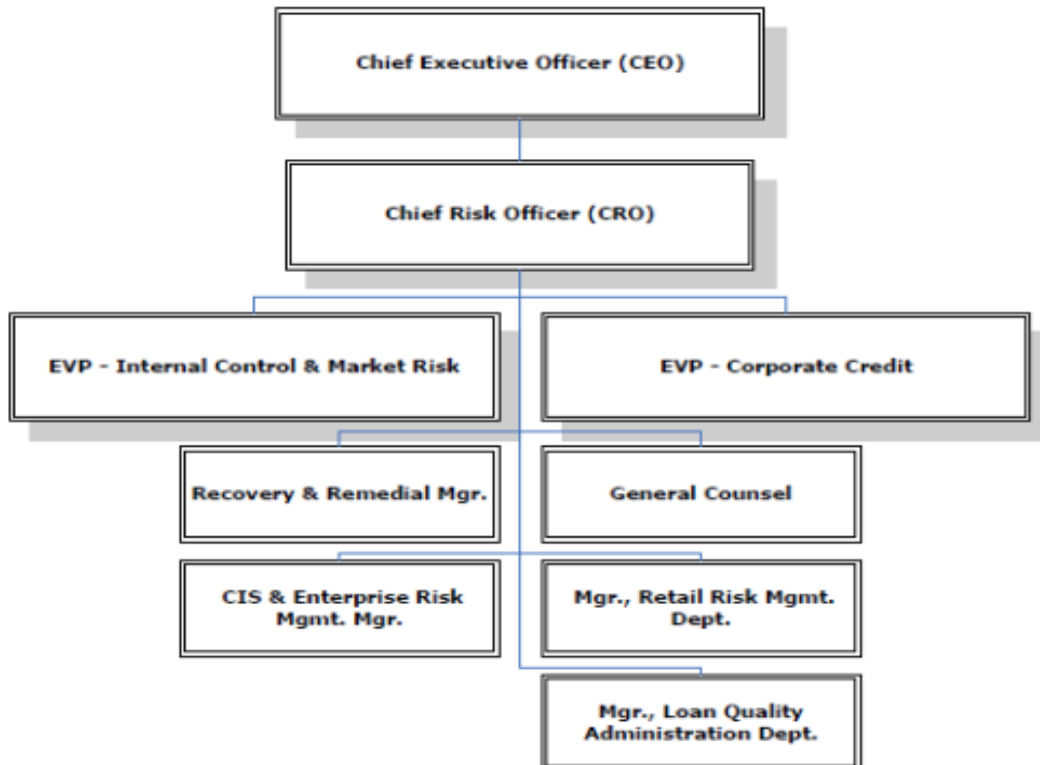 Chief Executive Officer (CEO)
Chief Risk Officer (CRO)
EVP - Internal Control & Market Risk
EVP - Corporate Credit
Recovery & Remedial Mgr.
General Counsel
CIS & Enterprise Risk
Mgmt. Mgr.
Mgr., Retail Risk Mgmt.
Dept.
Mgr., Loan Quality
Administration Dept.